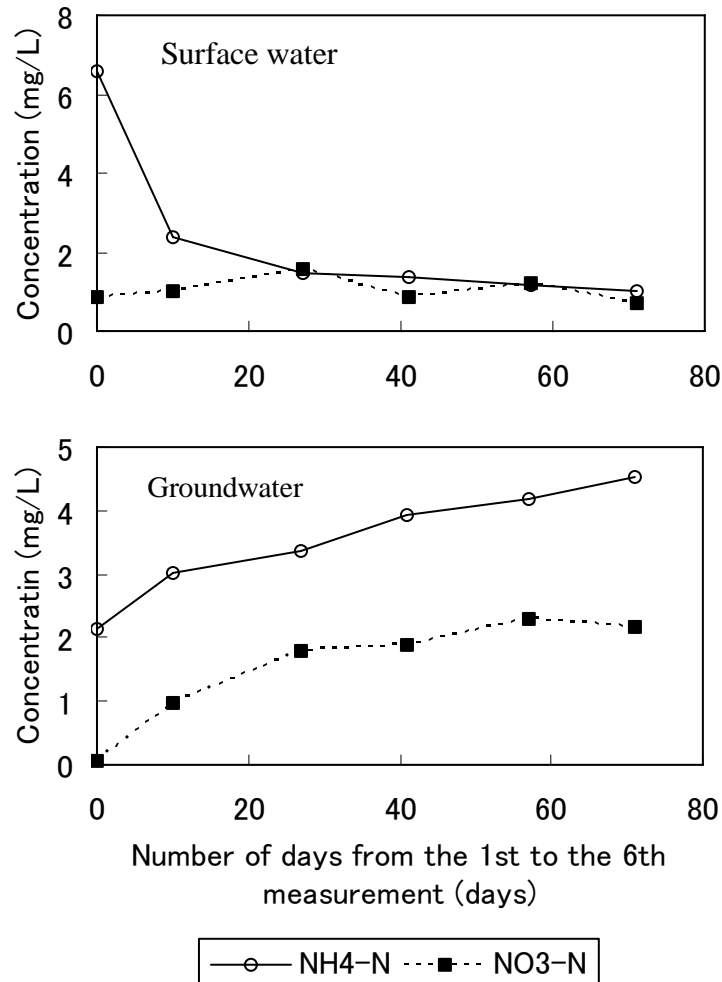 Concentration (mg/L)
8
6
4
2
0
Surface water
0 20 40 60 80
Concentratin (mg/L)
5
4
3
2
1
0
Groundwater
0 20 40 60 80
Number of days from the 1st to the 6th
measurement (days)
NH4-N NO3-N